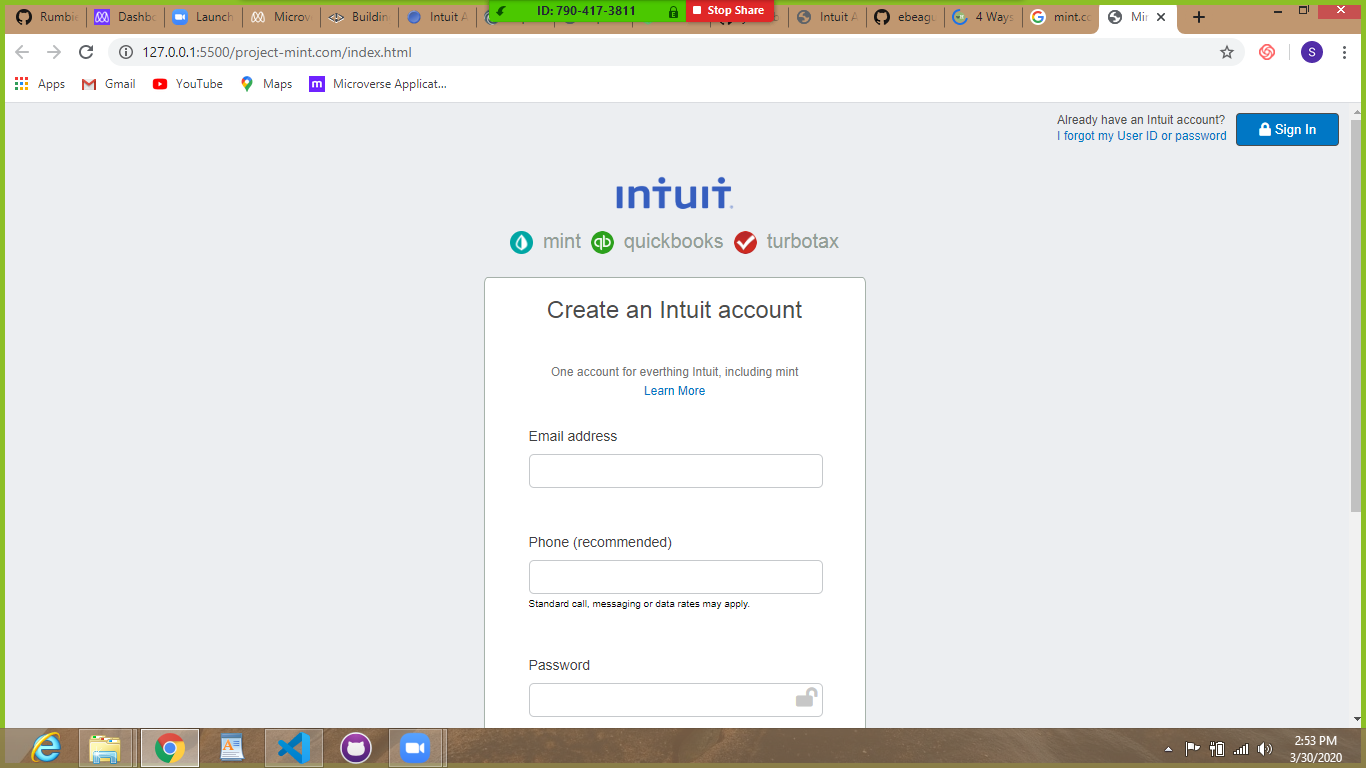 Rumbi
Dashbo
Launch
Microv
Building
Intuit A
ID: 790-417-3811
Stop Share
Intuit A
ebeagu
4 Ways
mint.co
Min
127.0.0.1:5500/project-mint.com/index.html
S
Apps
Gmail
YouTube
Maps
m
Microverse Applicat...
Already have an Intuit account?
I forgot my User ID or password
Sign In
intuit.
mint
qb
quickbooks
turbotax
Create an Intuit account
One account for everthing Intuit, including mint
Learn More
Email address
Phone (recommended)
Standard call, messaging or data rates may apply.
Password
2:53 PM
3/30/2020